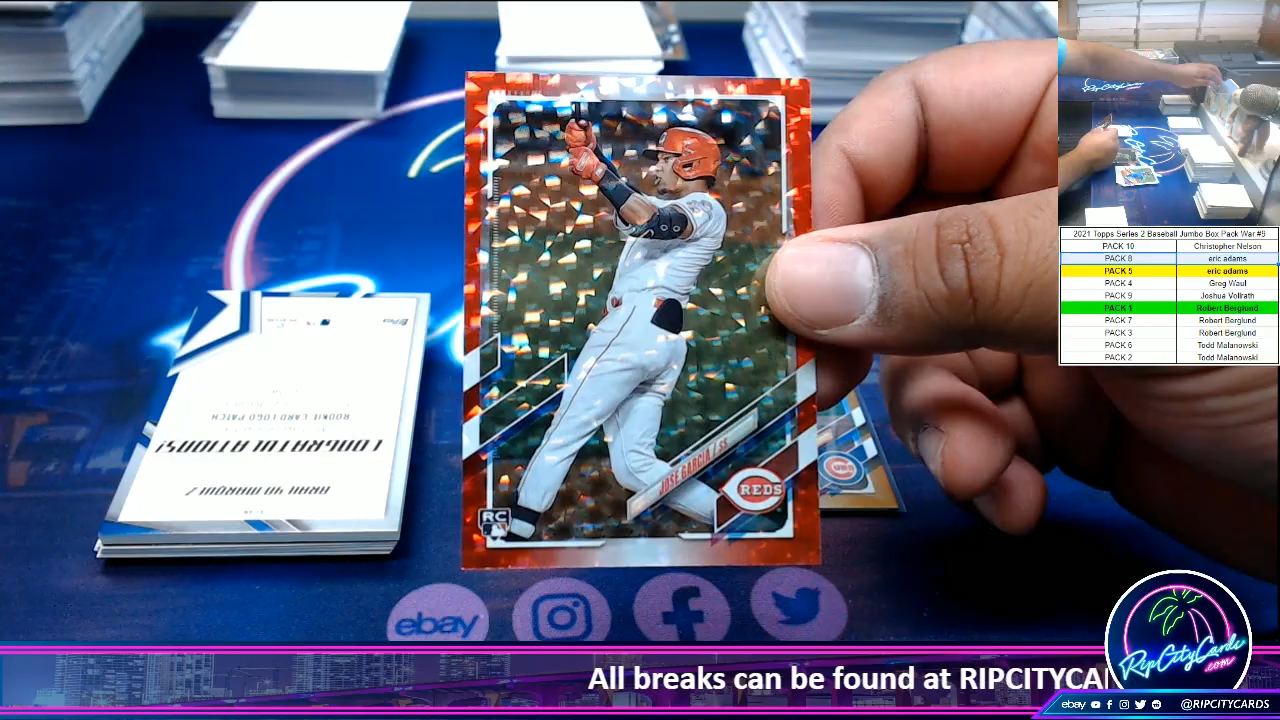 2021 Topps Series 2 Baseball Jumbo Box Pack War #9
PACK 10 Christopher Nelson
PACK 8 eric adams
PACK 5 eric adams
PACK 4 Greg Waul
PACK 9 Joshua Vollrath
PACK 1 Robert Berglund
PACK 7 Robert Berglund
PACK 3 Robert Berglund
PACK 6 Todd Malanowski
PACK 2 Todd Malanowski
JOSE GARCIA / SS
REDS
RC
CUBS
ROOKIE CARD LOGO PATCH
CONGRATULATIONS!
ebay
All breaks can be found at RIPCITYCA
RipCityCards
.com
ebay @RIPCITYCARDS